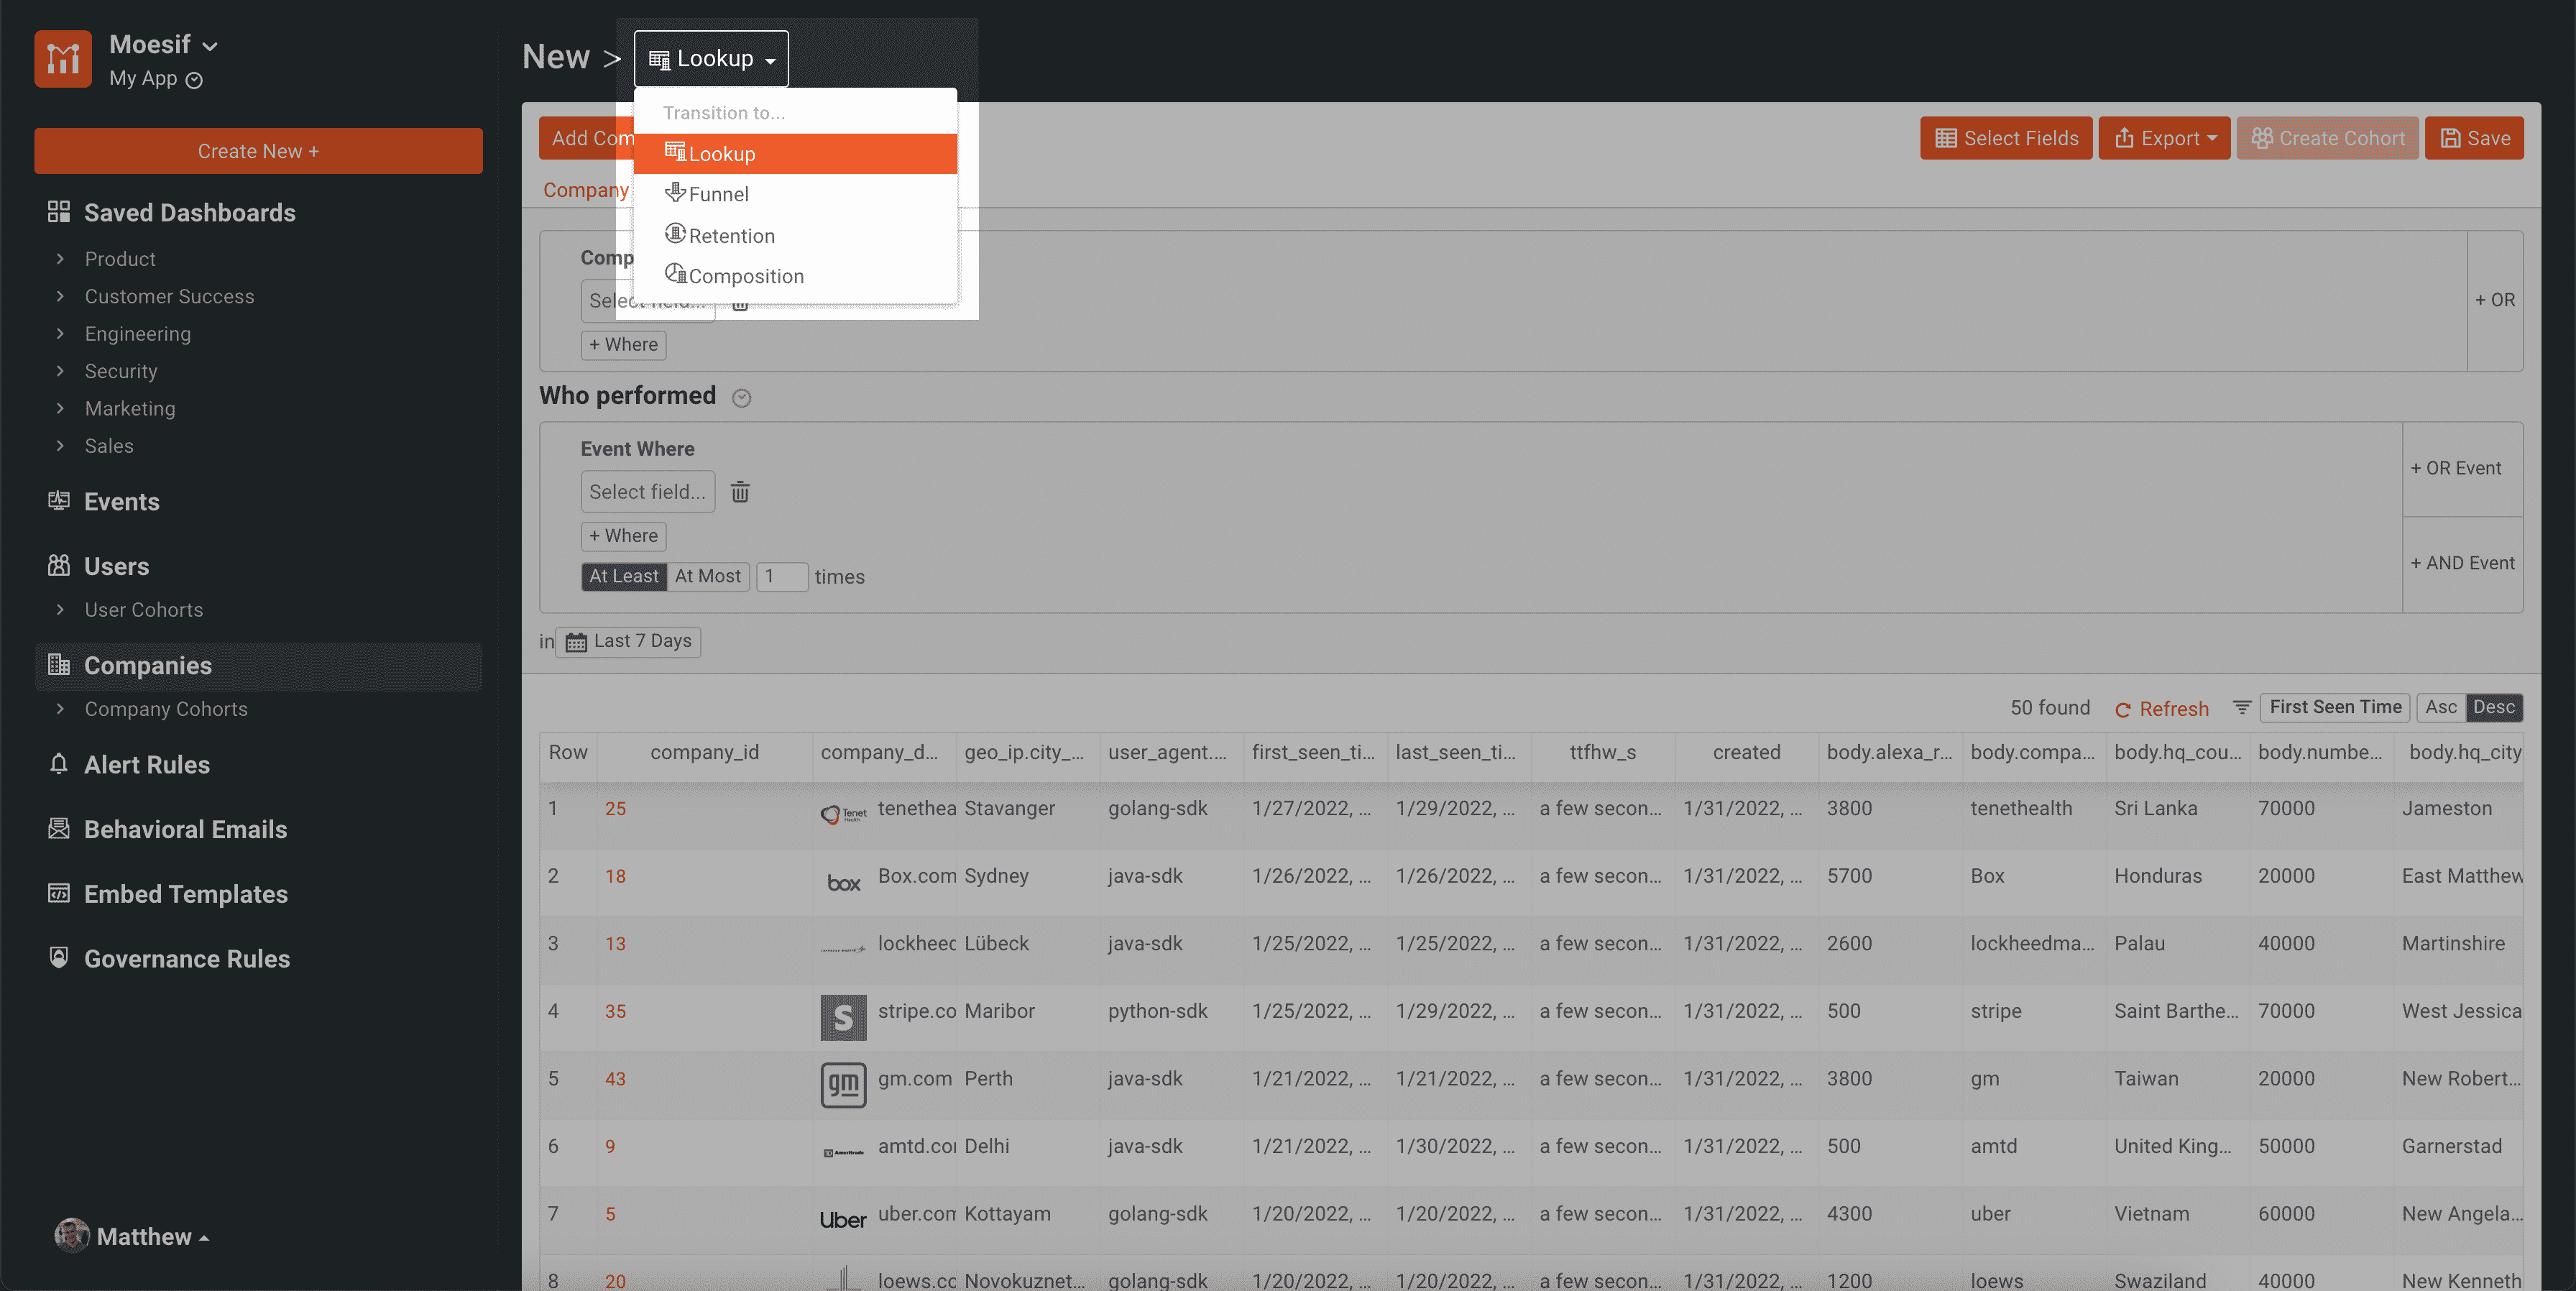 Moesif
My App
Create New +
Saved Dashboards
Product
Customer Success
Engineering
Security
Marketing
Sales
Events
Users
User Cohorts
Companies
Company Cohorts
Alert Rules
Behavioral Emails
Embed Templates
Governance Rules
Matthew
New > Lookup
Transition to...
Lookup
Funnel
Retention
Composition
Add Com
Select Fields Export Create Cohort Save
Company
Comp
Select field...
+ Where
+ OR
Who performed
Event Where
Select field...
+ Where
At Least At Most 1 times
+ OR Event
+ AND Event
in Last 7 Days
50 found Refresh First Seen Time Asc Desc
Row company_id company_d... geo_ip.city_... user_agent.... first_seen_ti... last_seen_ti... ttfhw_s created body.alexa_r... body.compa... body.hq_cou... body.numbe... body.hq_city
1 25 Tenet Health tenethea Stavanger golang-sdk 1/27/2022, ... 1/29/2022, ... a few secon... 1/31/2022, ... 3800 tenethealth Sri Lanka 70000 Jameston
2 18 box Box.com Sydney java-sdk 1/26/2022, ... 1/26/2022, ... a few secon... 1/31/2022, ... 5700 Box Honduras 20000 East Matthew
3 13 lockheed Lübeck java-sdk 1/25/2022, ... 1/25/2022, ... a few secon... 1/31/2022, ... 2600 lockheedma... Palau 40000 Martinshire
4 35 S stripe.co Maribor python-sdk 1/25/2022, ... 1/29/2022, ... a few secon... 1/31/2022, ... 500 stripe Saint Barthe... 70000 West Jessica
5 43 gm gm.com Perth java-sdk 1/21/2022, ... 1/21/2022, ... a few secon... 1/31/2022, ... 3800 gm Taiwan 20000 New Robert...
6 9 Ameritrade amtd.co Delhi java-sdk 1/21/2022, ... 1/30/2022, ... a few secon... 1/31/2022, ... 500 amtd United King... 50000 Garnerstad
7 5 Uber uber.com Kottayam golang-sdk 1/20/2022, ... 1/20/2022, ... a few secon... 1/31/2022, ... 4300 uber Vietnam 60000 New Angela...
8 20 loews.co Novokuznet... golang-sdk 1/20/2022, ... 1/20/2022, ... a few secon... 1/31/2022, ... 1200 loews Swaziland 40000 New Kenneth